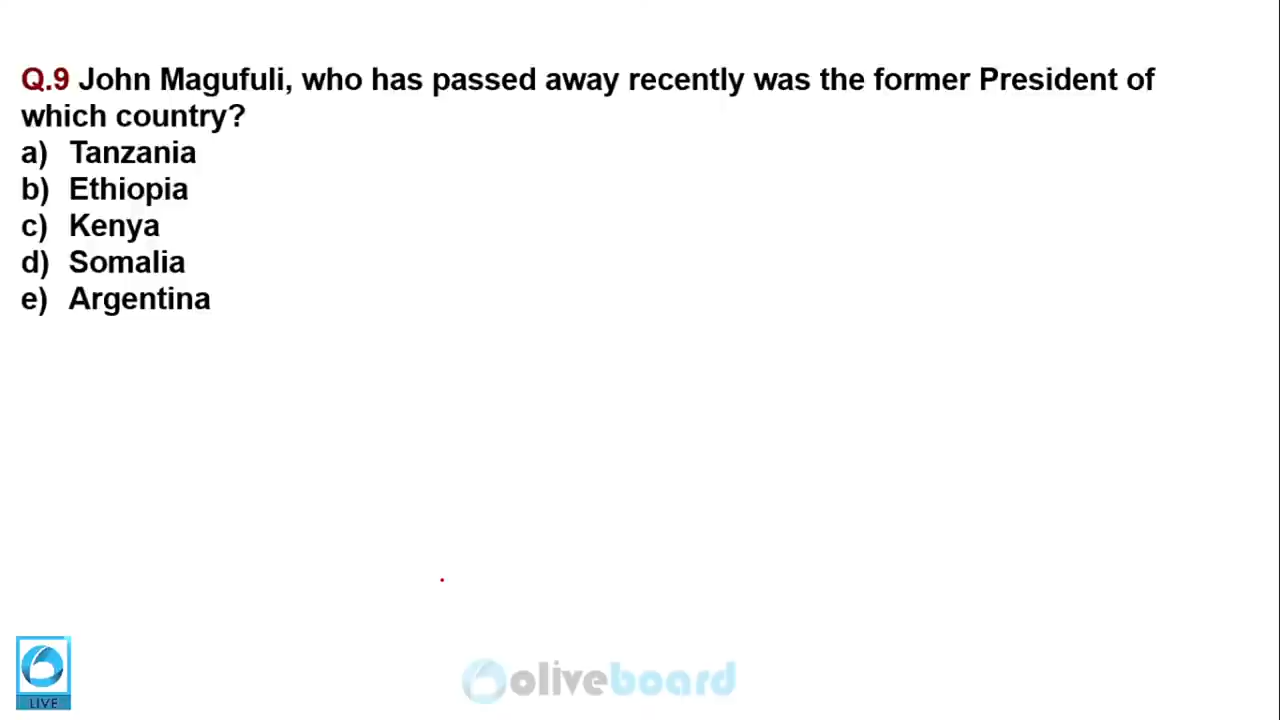 Q.9 John Magufuli, who has passed away recently was the former President of
which country?
a) Tanzania
b) Ethiopia
c) Kenya
d) Somalia
e) Argentina
LIVE
oliveboard